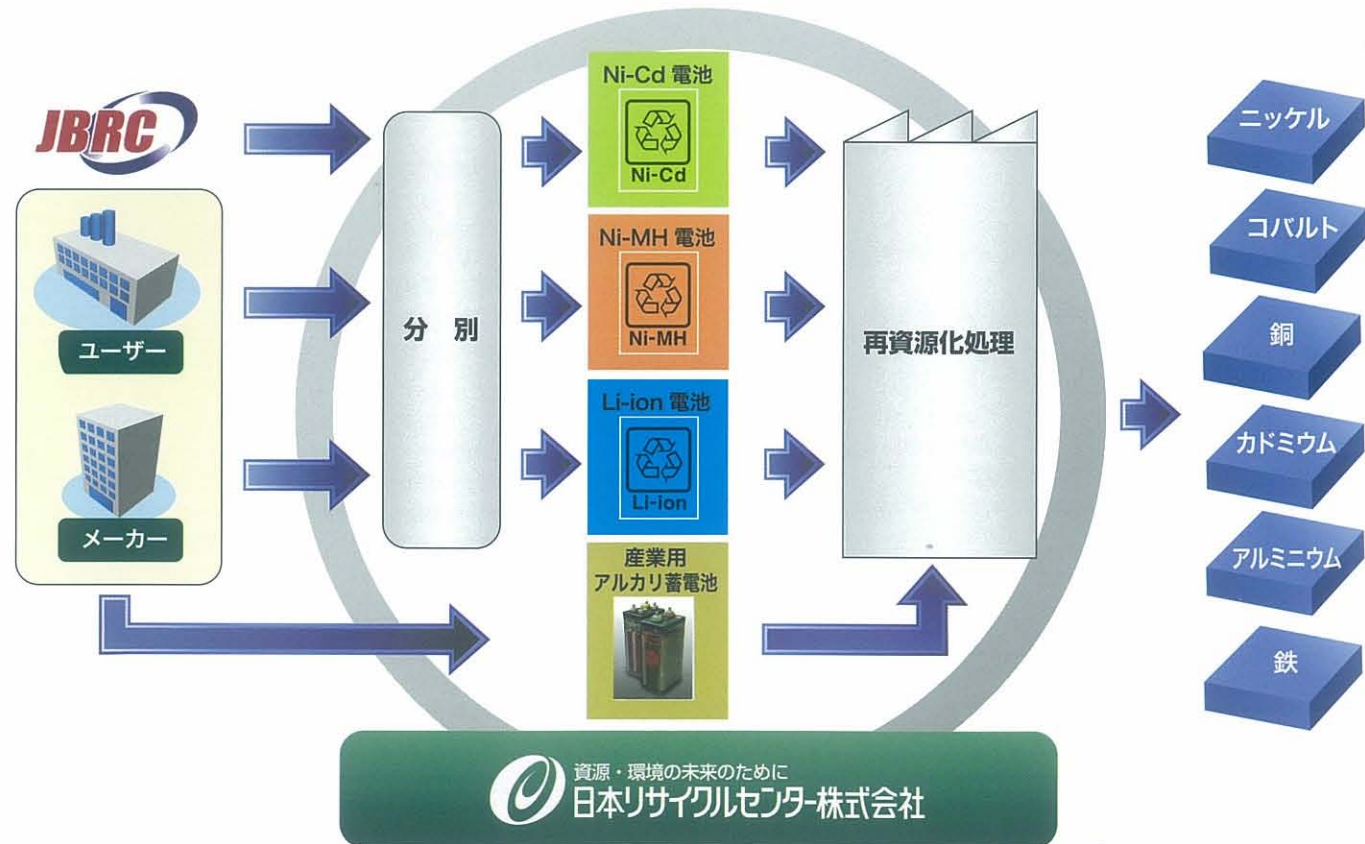 JBRC
ユーザー
メーカー
分 別
Ni-Cd 電池
Ni-Cd
Ni-MH 電池
Ni-MH
Li-ion 電池
Li-ion
産業用
アルカリ蓄電池
再資源化処理
ニッケル
コバルト
銅
カドミウム
アルミニウム
鉄
資源・環境の未来のために
日本リサイクルセンター株式会社